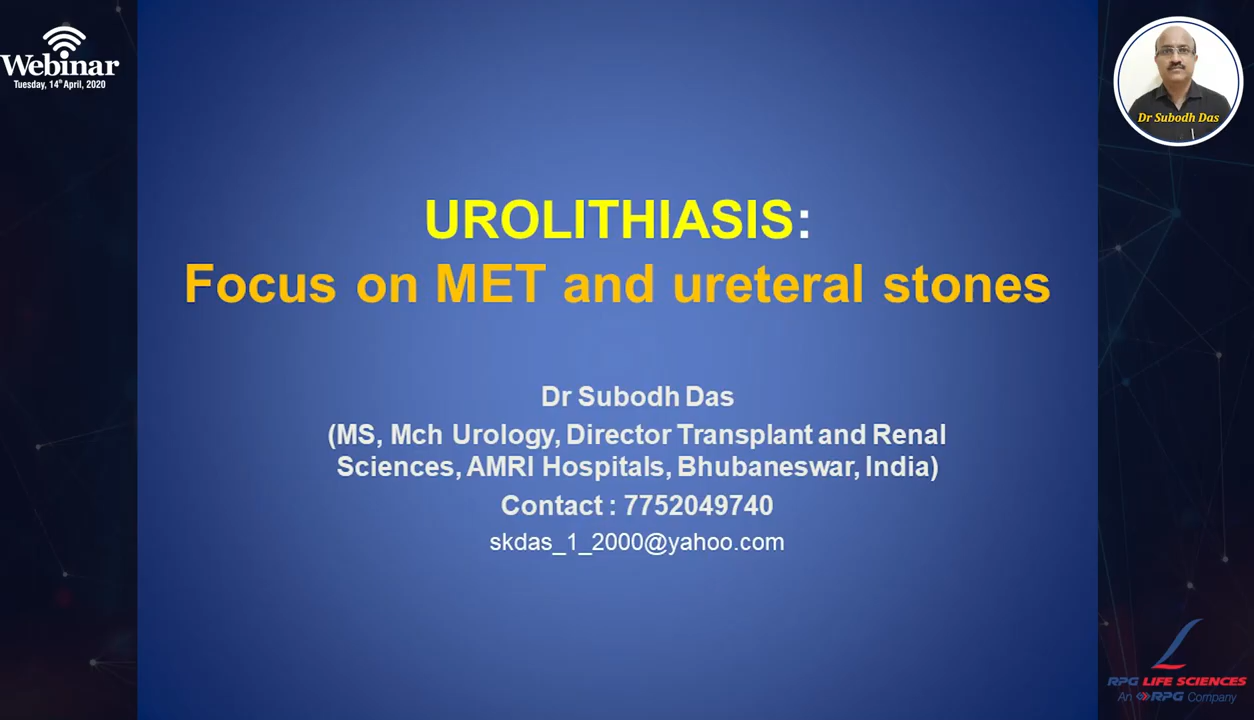 Webinar
Tuesday, 14th April, 2020
Dr Subodh Das
UROLITHIASIS:
Focus on MET and ureteral stones
Dr Subodh Das
(MS, Mch Urology, Director Transplant and Renal
Sciences, AMRI Hospitals, Bhubaneswar, India)
Contact : 7752049740
skdas_1_2000@yahoo.com
RPG LIFE SCIENCES
An RPG Company